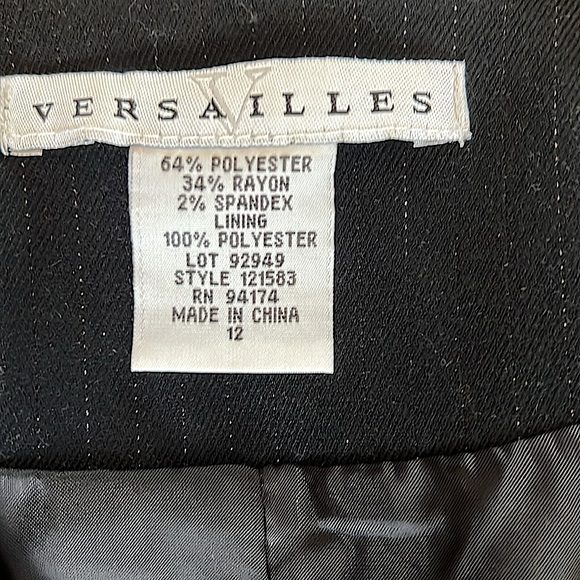 VERSAILLES
64% POLYESTER
34% RAYON
2% SPANDEX
LINING
100% POLYESTER
LOT 92949
STYLE 121583
RN 94174
MADE IN CHINA
12